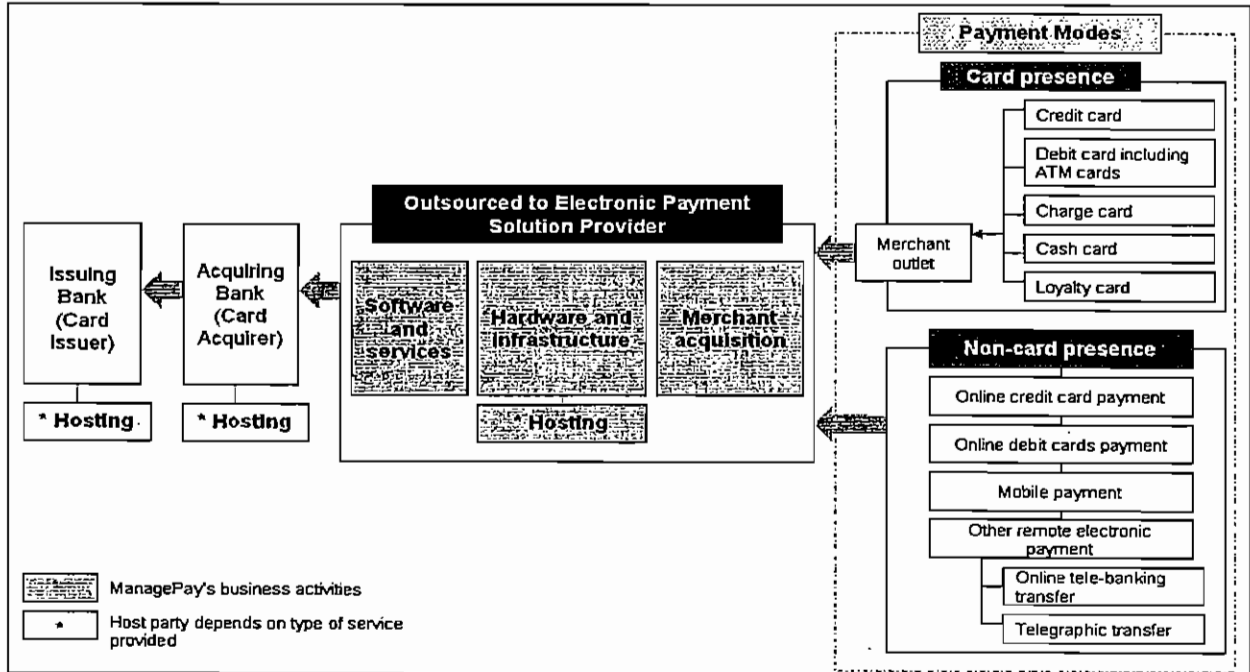 Payment Modes
Card presence
Credit card
Debit card including
ATM cards
Charge card
Cash card
Loyalty card
Merchant
outlet
Outsourced to Electronic Payment
Solution Provider
Software
and
services
Hardware and
infrastructure
Merchant
acquisition
* Hosting
Acquiring
Bank
(Card
Acquirer)
* Hosting
Issuing
Bank
(Card
Issuer)
* Hosting
Non-card presence
Online credit card payment
Online debit cards payment
Mobile payment
Other remote electronic
payment
Online tele-banking
transfer
Telegraphic transfer
ManagePay's business activities
* Host party depends on type of service
provided